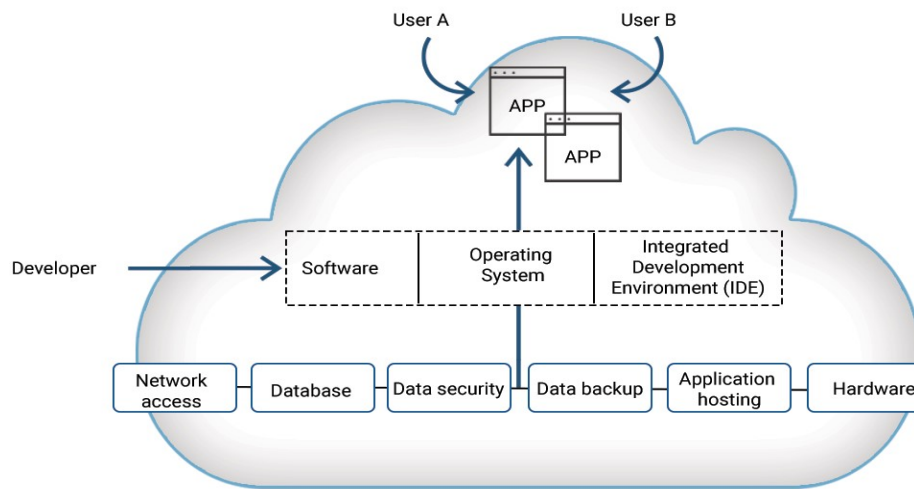 User A
User B
APP
APP
Developer
Software
Operating
System
Integrated
Development
Environment (IDE)
Network
access
Database
Data security
Data backup
Application
hosting
Hardware